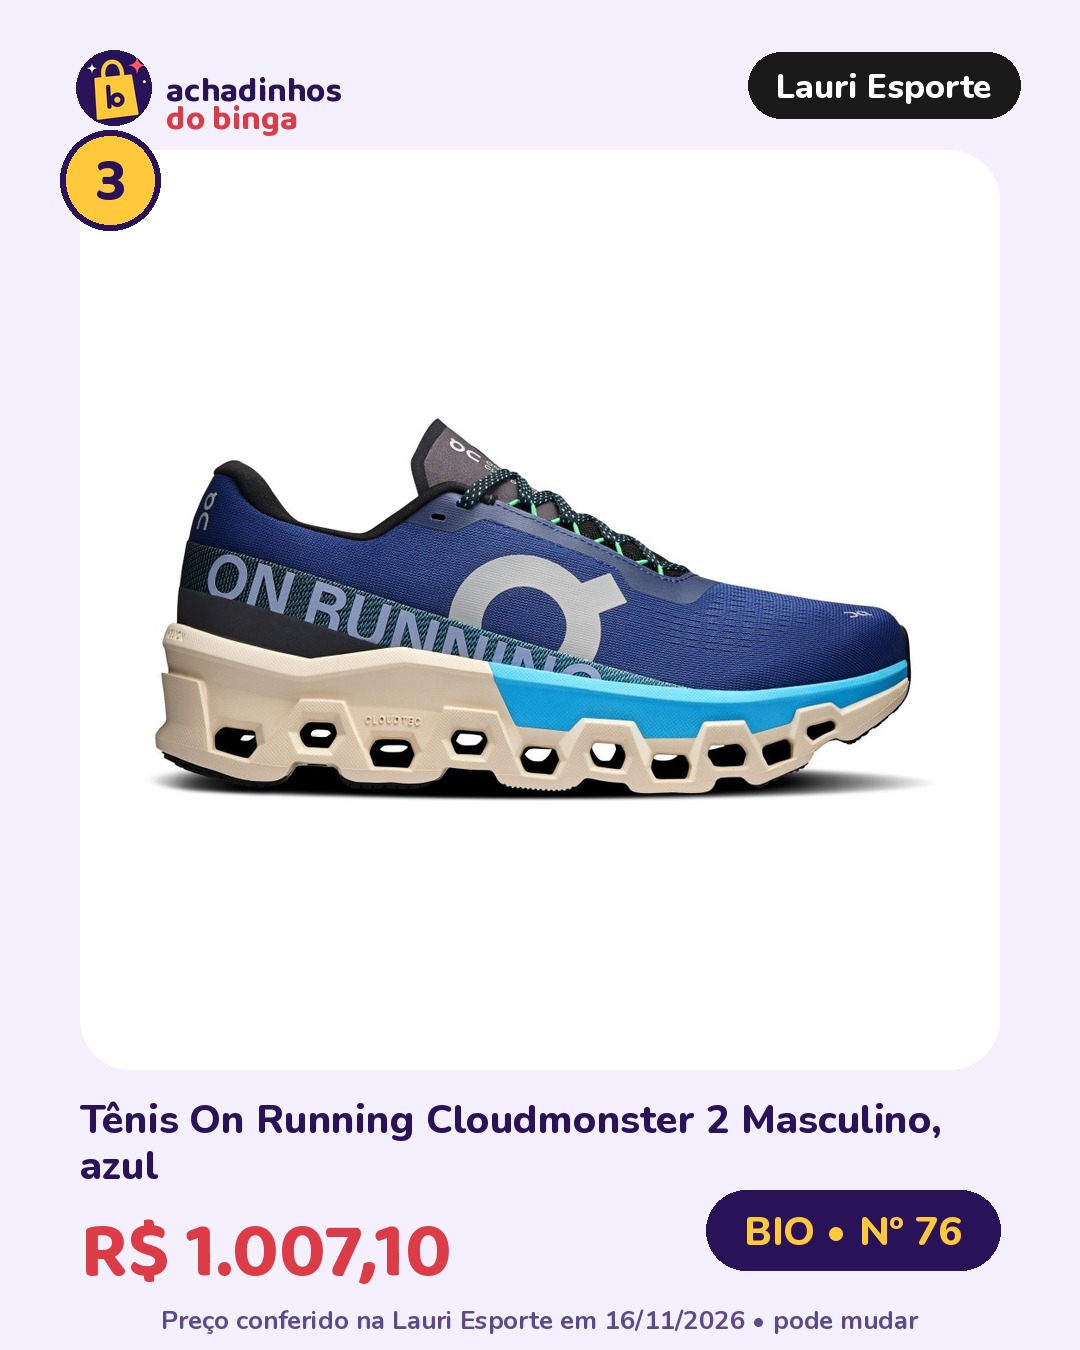 achadinhos
do binga
Lauri Esporte
3
ON RUNNING
CLOUDTEC
Tênis On Running Cloudmonster 2 Masculino,
azul
R$ 1.007,10
BIO • Nº 76
Preço conferido na Lauri Esporte em 16/11/2026 • pode mudar